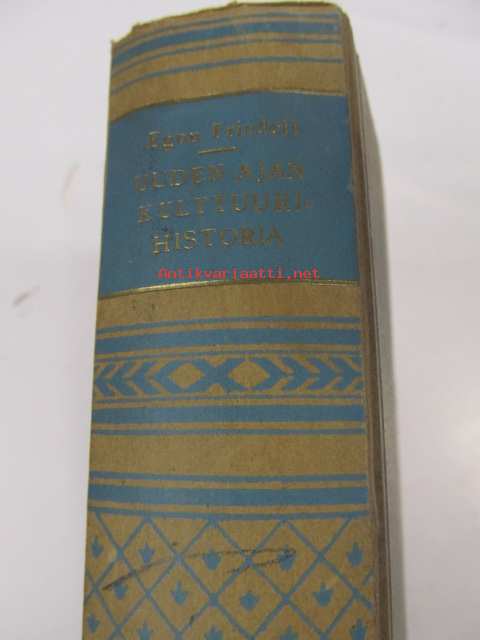 Egon Friedell
UUDEN AJAN
KULTTUURI-
HISTORIA
Antikvariaatti.net